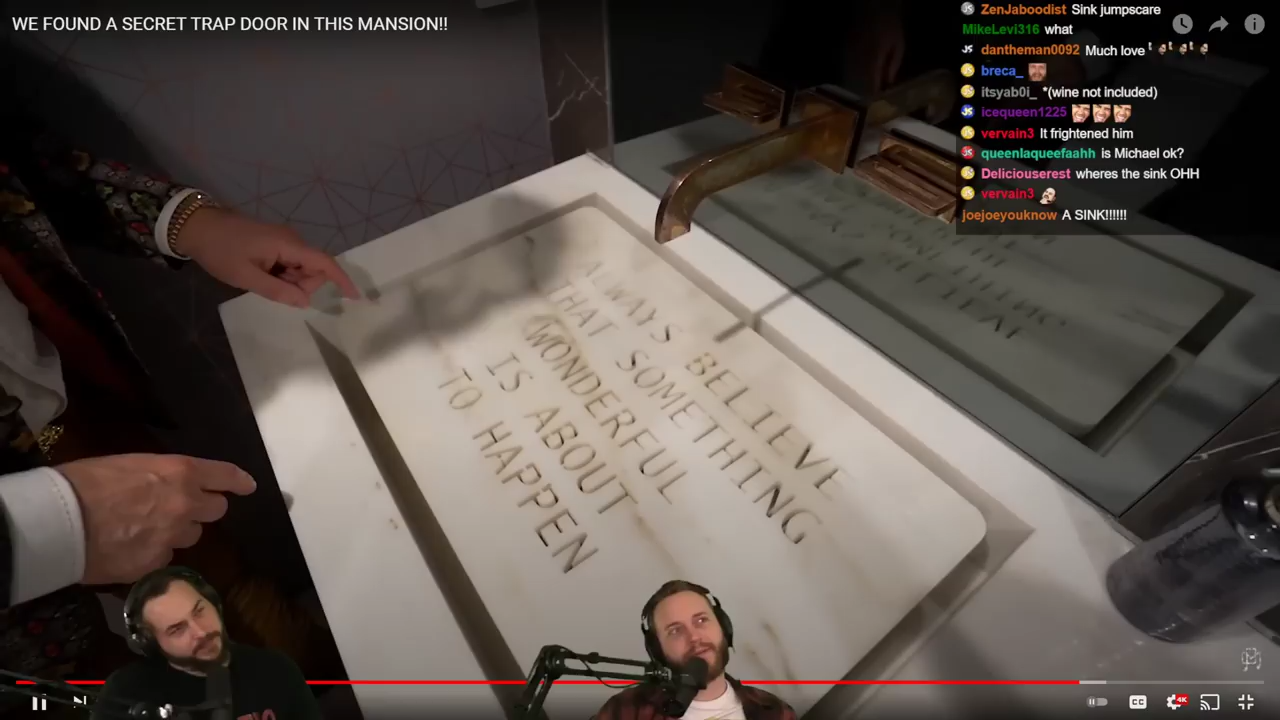 WE FOUND A SECRET TRAP DOOR IN THIS MANSION!!
ZenJaboodist Sink jumpscare
MikeLevi316 what
dantheman0092 Much love
breca_
itsyab0i_ *(wine not included)
icequeen1225
vervain3 It frightened him
queenlaqueefaahh is Michael ok?
Deliciouserest wheres the sink OHH
vervain3
joejoeyouknow A SINK!!!!!!
ALWAYS BELIEVE
THAT SOMETHING
WONDERFUL
IS ABOUT
TO HAPPEN
CC
4K